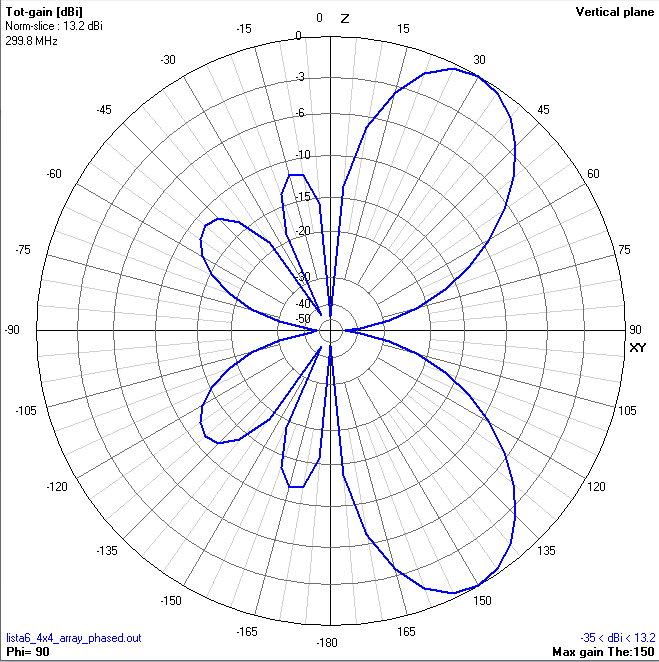 Tot-gain [dBi]
Norm-slice : 13.2 dBi
299.8 MHz
Vertical plane
0 Z
-15 15
-30 30
-45 45
-60 60
-75 75
-90 90
XY
-105 105
-120 120
-135 135
-150 150
-165 165
-180
0
-3
-6
-10
-15
-20
-30
-40
-50
lista6_4x4_array_phased.out
Phi= 90
-35 < dBi < 13.2
Max gain The:150